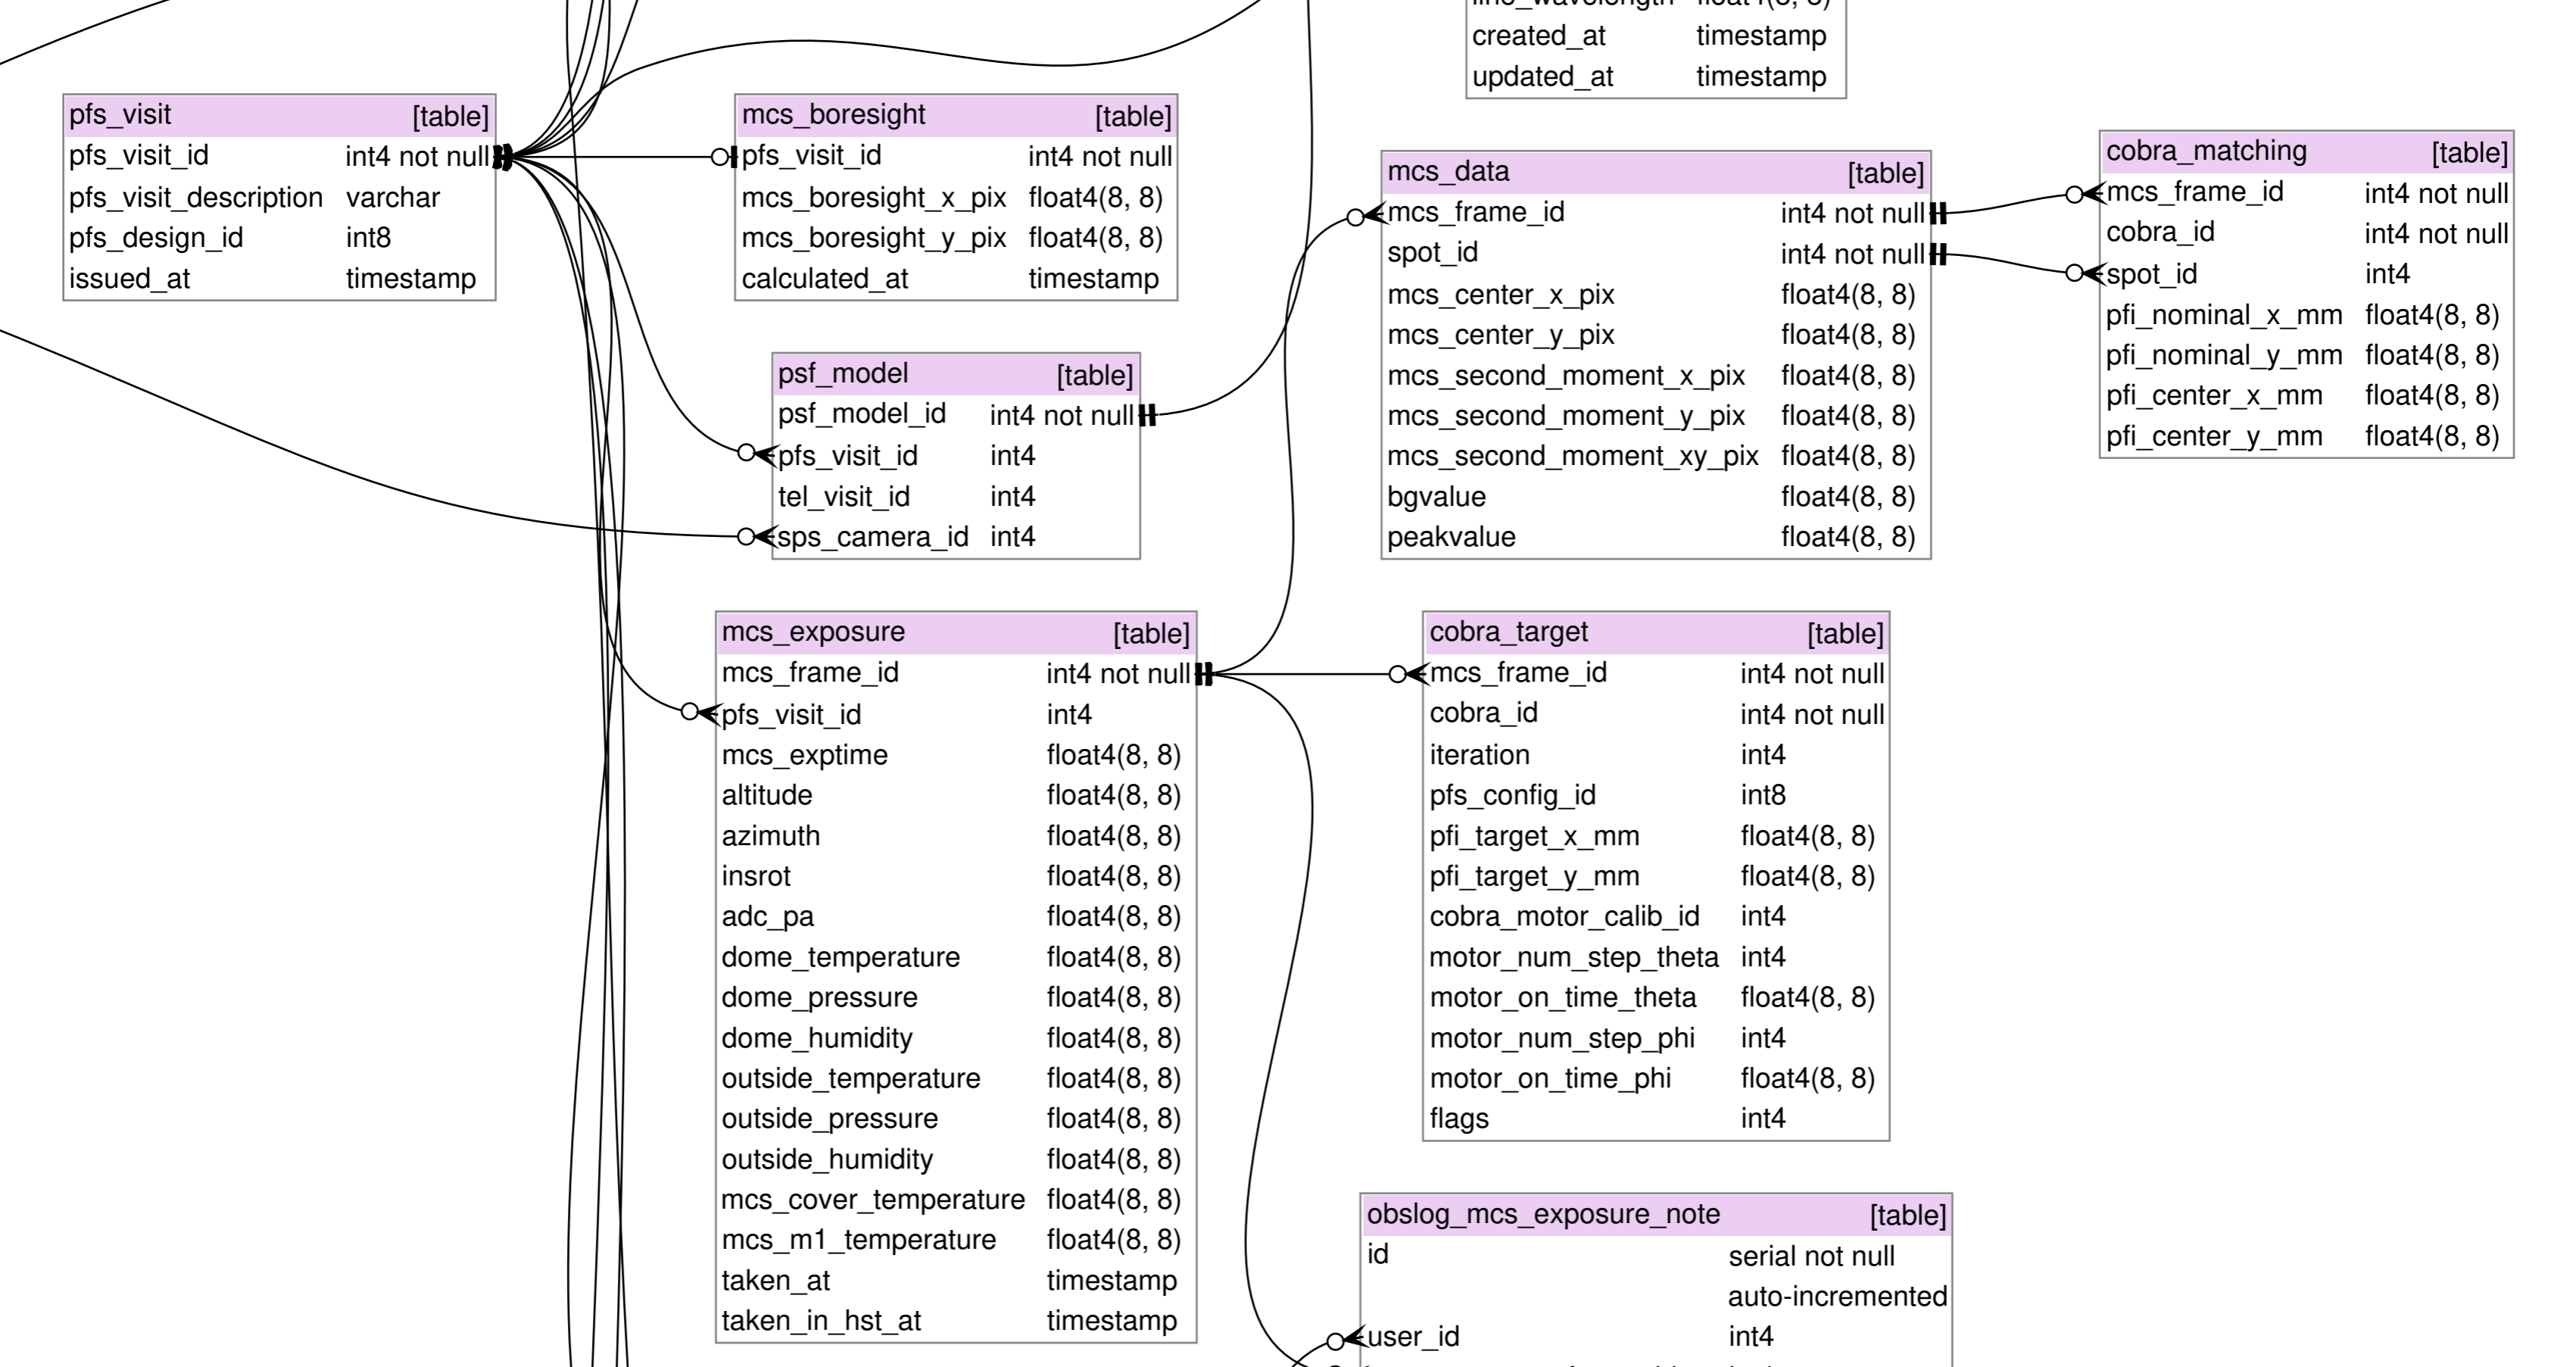 created_at timestamp
updated_at timestamp
pfs_visit [table]
pfs_visit_id int4 not null
pfs_visit_description varchar
pfs_design_id int8
issued_at timestamp
mcs_boresight [table]
pfs_visit_id int4 not null
mcs_boresight_x_pix float4(8, 8)
mcs_boresight_y_pix float4(8, 8)
calculated_at timestamp
mcs_data [table]
mcs_frame_id int4 not null
spot_id int4 not null
mcs_center_x_pix float4(8, 8)
mcs_center_y_pix float4(8, 8)
mcs_second_moment_x_pix float4(8, 8)
mcs_second_moment_y_pix float4(8, 8)
mcs_second_moment_xy_pix float4(8, 8)
bgvalue float4(8, 8)
peakvalue float4(8, 8)
cobra_matching [table]
mcs_frame_id int4 not null
cobra_id int4 not null
spot_id int4
pfi_nominal_x_mm float4(8, 8)
pfi_nominal_y_mm float4(8, 8)
pfi_center_x_mm float4(8, 8)
pfi_center_y_mm float4(8, 8)
psf_model [table]
psf_model_id int4 not null
pfs_visit_id int4
tel_visit_id int4
sps_camera_id int4
mcs_exposure [table]
mcs_frame_id int4 not null
pfs_visit_id int4
mcs_exptime float4(8, 8)
altitude float4(8, 8)
azimuth float4(8, 8)
insrot float4(8, 8)
adc_pa float4(8, 8)
dome_temperature float4(8, 8)
dome_pressure float4(8, 8)
dome_humidity float4(8, 8)
outside_temperature float4(8, 8)
outside_pressure float4(8, 8)
outside_humidity float4(8, 8)
mcs_cover_temperature float4(8, 8)
mcs_m1_temperature float4(8, 8)
taken_at timestamp
taken_in_hst_at timestamp
cobra_target [table]
mcs_frame_id int4 not null
cobra_id int4 not null
iteration int4
pfs_config_id int8
pfi_target_x_mm float4(8, 8)
pfi_target_y_mm float4(8, 8)
cobra_motor_calib_id int4
motor_num_step_theta int4
motor_on_time_theta float4(8, 8)
motor_num_step_phi int4
motor_on_time_phi float4(8, 8)
flags int4
obslog_mcs_exposure_note [table]
id serial not null
auto-incremented
user_id int4